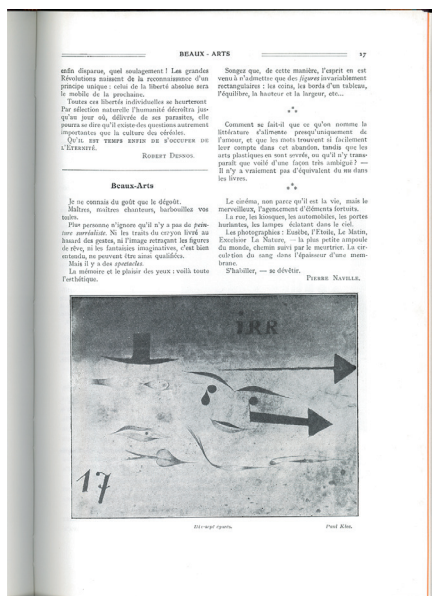 BEAUX-ARTS
17
enfin disparue, quel soulagement ! Les grandes
Révolutions naissent de la reconnaissance d'un
principe unique : celui de la liberté absolue sera
le mobile de la prochaine.
Toutes ces libertés individuelles se heurteront
Par sélection naturelle l'humanité décroîtra jus-
qu'au jour où, délivrée de ses parasites, elle
pourra se dire qu'il existe des questions autrement
importantes que la culture des céréales.
QU'IL EST TEMPS ENFIN DE S'OCCUPER DE
L'ÉTERNITÉ.
ROBERT DESNOS.
Beaux-Arts
Je ne connais du goût que le dégoût.
Maîtres, maîtres chanteurs, barbouillez vos
toiles.
Plus personne n'ignore qu'il n'y a pas de pein-
ture surréaliste. Ni les traits du crayon livré au
hasard des gestes, ni l'image retraçant les figures
de rêve, ni les fantaisies imaginatives, c'est bien
entendu, ne peuvent être ainsi qualifiées.
Mais il y a des spectacles.
La mémoire et le plaisir des yeux : voilà toute
l'esthétique.
Songez que, de cette manière, l'esprit en est
venu à n'admettre que des figures invariablement
rectangulaires : les coins, les bords d'un tableau,
l'équilibre, la hauteur et la largeur, etc...
Comment se fait-il que ce qu'on nomme la
littérature s'alimente presqu'uniquement de
l'amour, et que les mots trouvent si facilement
leur compte dans cet abandon, tandis que les
arts plastiques en sont sevrés, ou qu'il n'y trans-
paraît que voilé d'une façon très ambiguë ? —
Il n'y a vraiment pas d'équivalent du nu dans
les livres.
Le cinéma, non parce qu'il est la vie, mais le
merveilleux, l'agencement d'éléments fortuits.
La rue, les kiosques, les automobiles, les portes
hurlantes, les lampes éclatant dans le ciel.
Les photographies : Eusèbe, l'Étoile, Le Matin,
Excelsior La Nature, — la plus petite ampoule
du monde, chemin suivi par le meurtrier. La cir-
culation du sang dans l'épaisseur d'une mem-
brane.
S'habiller, — se dévêtir.
PIERRE NAVILLE.
iRR
17
Dix-sept épars.
Paul Klee.